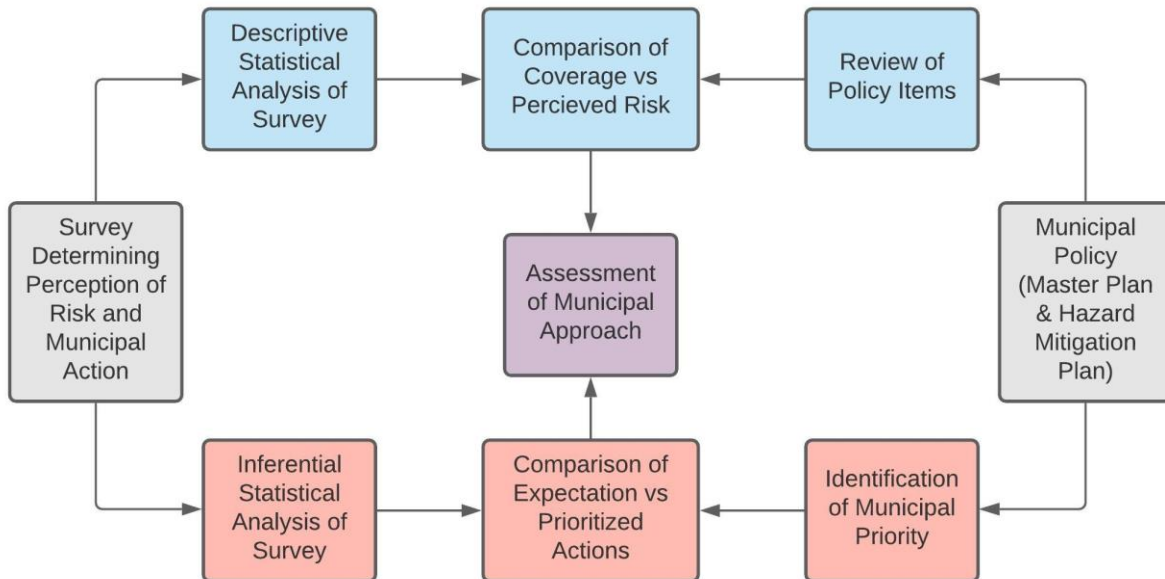 Descriptive
Statistical
Analysis of
Survey
Comparison of
Coverage vs
Percieved Risk
Review of
Policy Items
Survey
Determining
Perception of
Risk and
Municipal
Action
Assessment
of Municipal
Approach
Municipal
Policy
(Master Plan
& Hazard
Mitigation
Plan)
Inferential
Statistical
Analysis of
Survey
Comparison of
Expectation vs
Prioritized
Actions
Identification
of Municipal
Priority